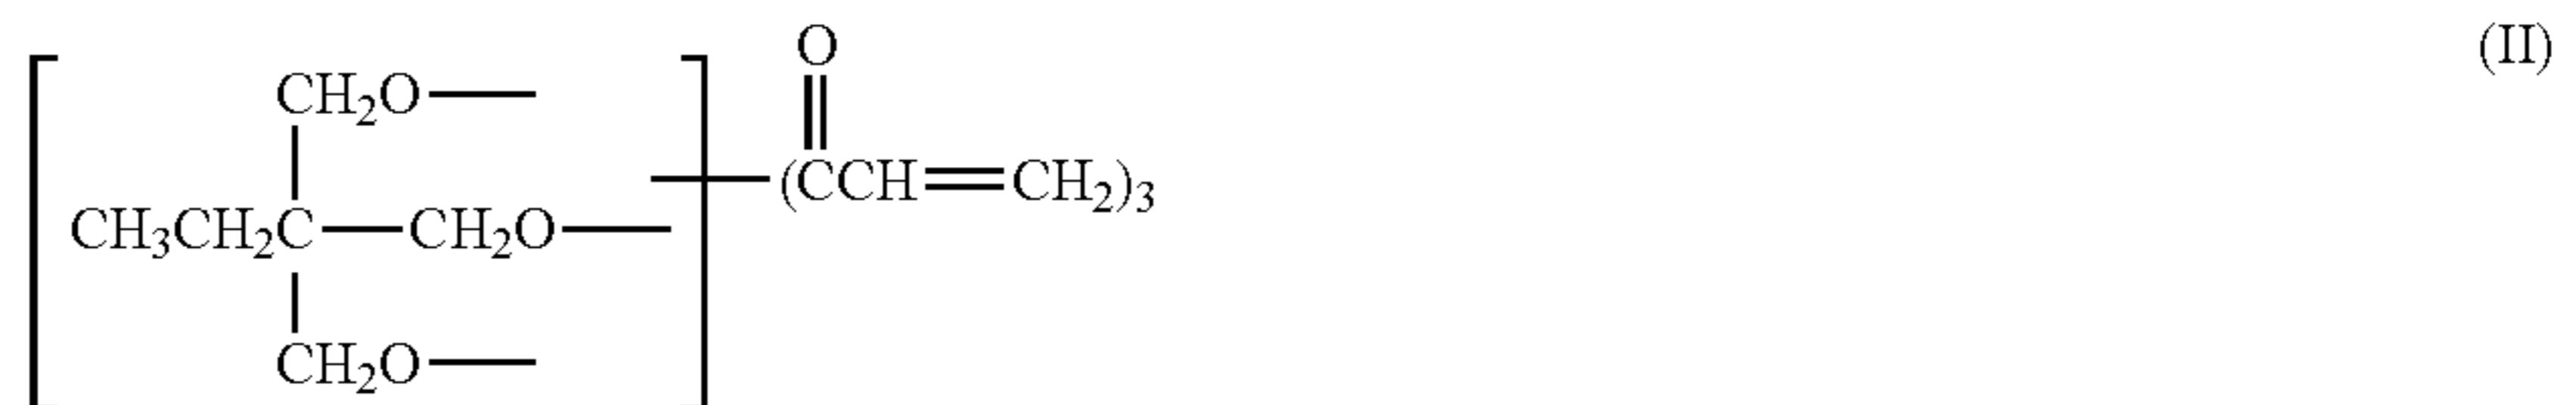 O
(II)
CH₂O
(CCH=CH₂)₃
CH₃CH₂C—CH₂O
CH₂O